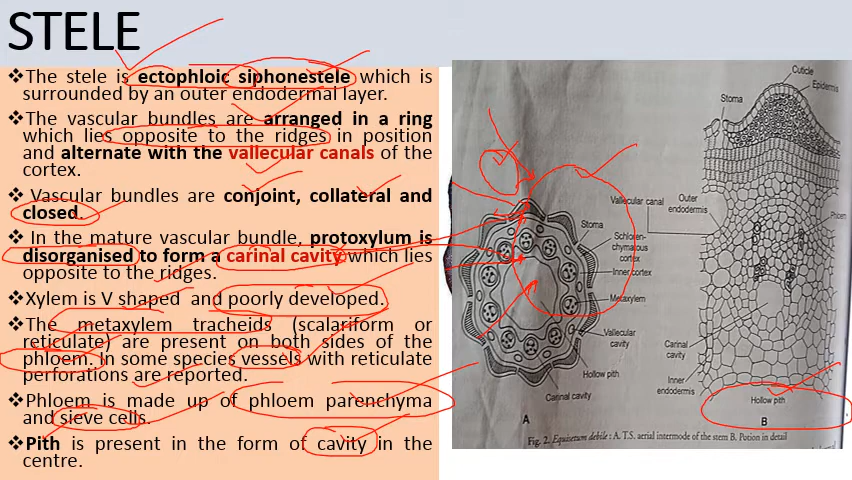 STELE
❖The stele is ectophloic siphonestele which is
surrounded by an outer endodermal layer.
❖The vascular bundles are arranged in a ring
which lies opposite to the ridges in position
and alternate with the vallecular canals of the
cortex.
❖ Vascular bundles are conjoint, collateral and
closed.
❖In the mature vascular bundle, protoxylum is
disorganised to form a carinal cavity which lies
opposite to the ridges.
❖Xylem is V shaped and poorly developed.
❖The metaxylem tracheids (scalariform or
reticulate) are present on both sides of the
phloem. In some species vessels with reticulate
perforations are reported.
❖Phloem is made up of phloem parenchyma
and sieve cells.
❖Pith is present in the form of cavity in the
centre.
Stoma
Schloren-
chymatous
cortex
Inner cortex
Metaxylem
Vallecular
cavity
Hollow pith
Carinal cavity
A
Cuticle
Epidermis
Stoma
Vallecular canal
Outer
endodermis
Phloem
Carinal
cavity
Inner
endodermis
Hollow pith
B
Fig. 2. Equisetum debile : A. T.S. aerial intermode of the stem B. Potion in detail